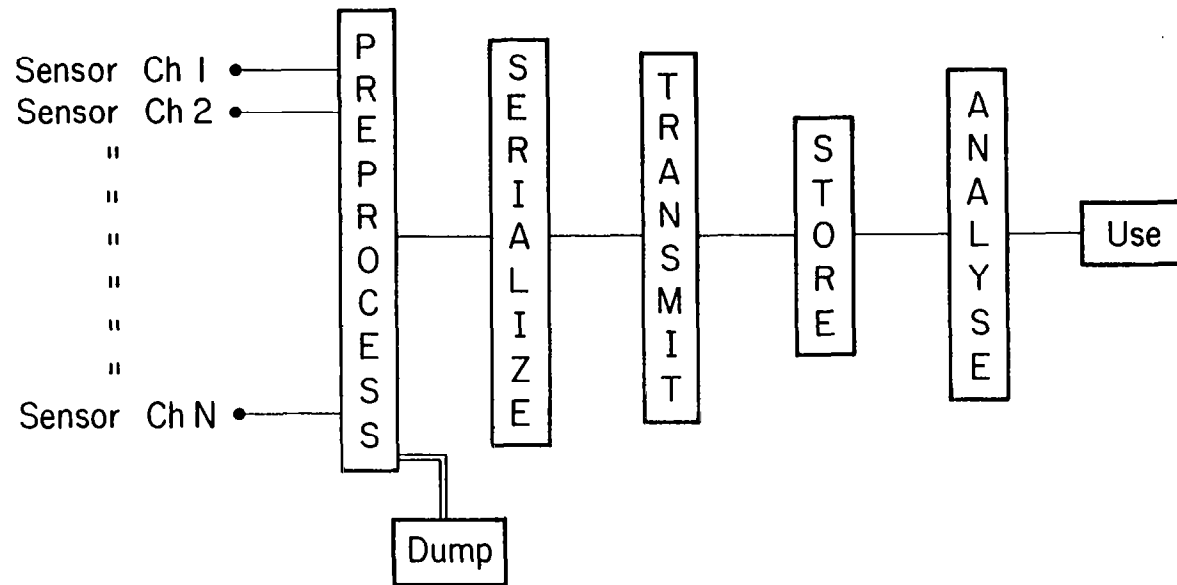 Sensor Ch 1
Sensor Ch 2
"
"
"
"
"
"
Sensor Ch N
PREPROCESS
Dump
SERIALIZE
TRANSMIT
STORE
ANALYSE
Use